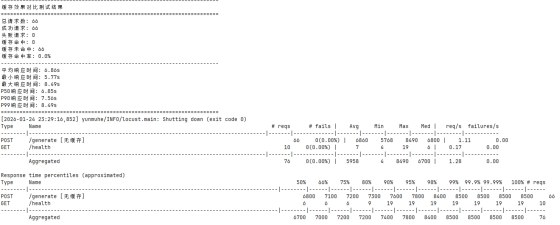 ================================================================
缓存效果对比测试结果
================================================================
总请求数: 66
成功请求: 66
失败请求: 0
缓存命中: 0
缓存未命中: 66
缓存命中率: 0.0%
----------------------------------------------------------------
平均响应时间: 6.86s
最小响应时间: 5.77s
最大响应时间: 8.49s
P50响应时间: 6.85s
P90响应时间: 7.36s
P99响应时间: 8.49s
================================================================
[2026-01-24 23:29:16,852] yunmuhe/INFO/locust.main: Shutting down (exit code 0)
Type Name # reqs # fails | Avg Min Max Med | req/s failures/s
POST /generate [无缓存] 66 0(0.00%) | 6860 5768 8490 6800 | 1.11 0.00
GET /health 10 0(0.00%) | 7 4 19 6 | 0.17 0.00
Aggregated 76 0(0.00%) | 5958 4 8490 6700 | 1.28 0.00
Response time percentiles (approximated)
Type Name 50% 66% 75% 80% 90% 95% 98% 99% 99.9% 99.99% 100% # reqs
POST /generate [无缓存] 6800 7100 7200 7300 7600 7800 8400 8500 8500 8500 8500 66
GET /health 6 6 6 9 19 19 19 19 19 19 19 10
Aggregated 6700 7000 7200 7200 7400 7800 8400 8500 8500 8500 8500 76